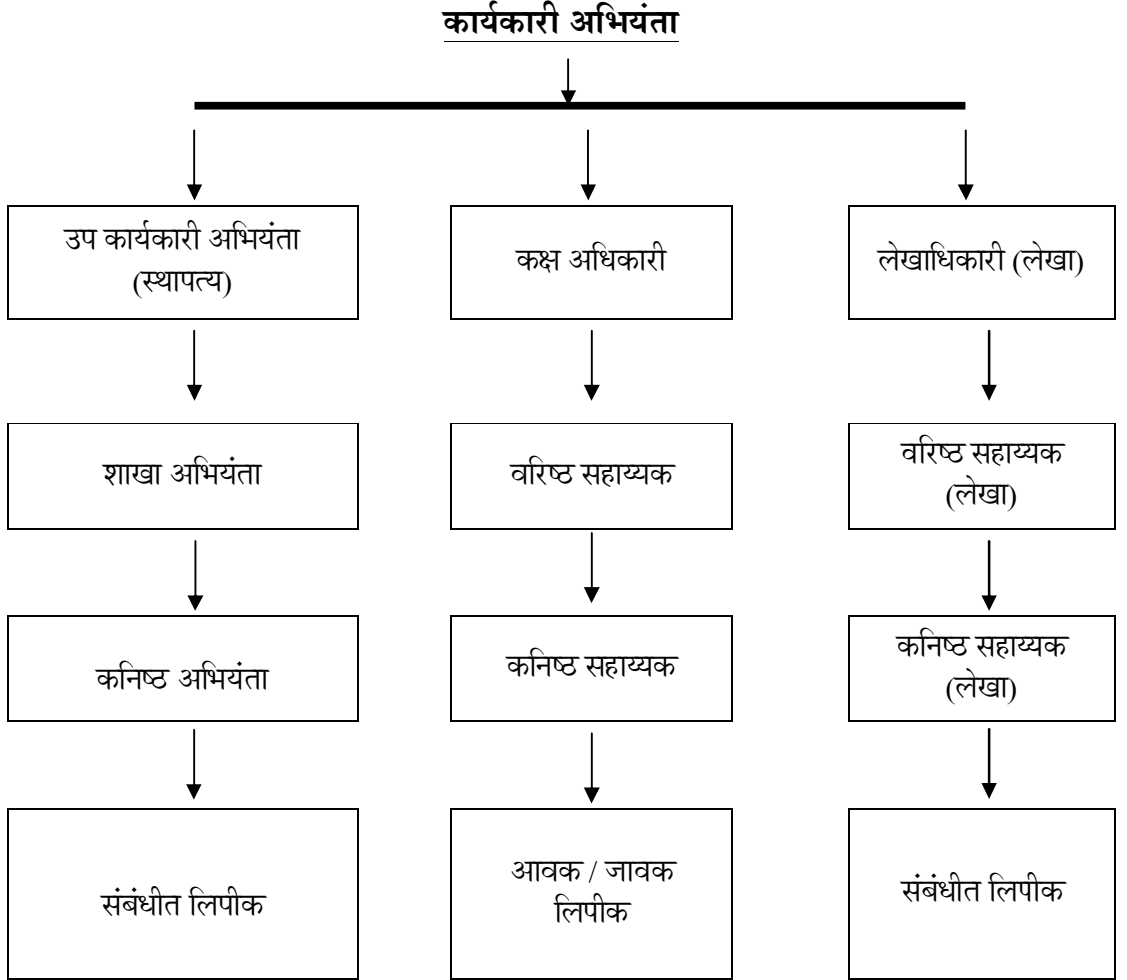 कार्यकारी अभियंता
उप कार्यकारी अभियंता
(स्थापत्य)
कक्ष अधिकारी
लेखाधिकारी (लेखा)
शाखा अभियंता
वरिष्ठ सहाय्यक
वरिष्ठ सहाय्यक
(लेखा)
कनिष्ठ अभियंता
कनिष्ठ सहाय्यक
कनिष्ठ सहाय्यक
(लेखा)
संबंधीत लिपीक
आवक / जावक
लिपीक
संबंधीत लिपीक